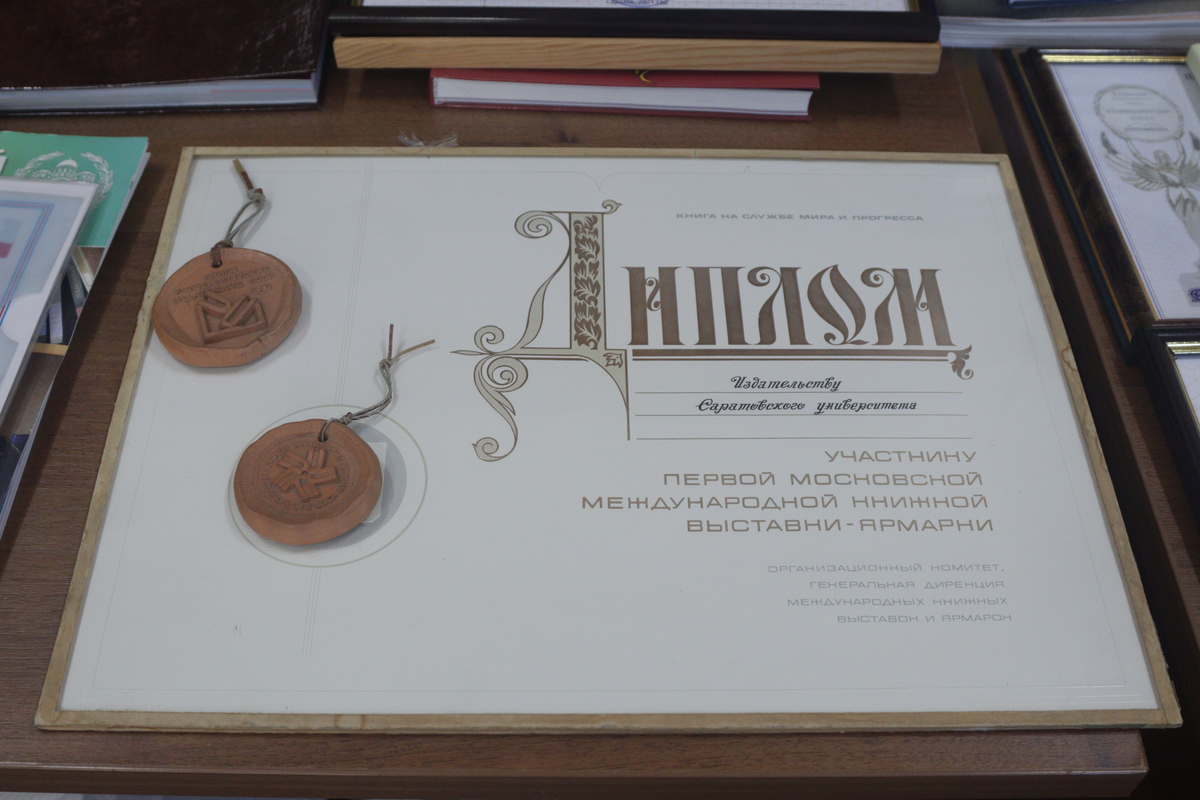 КНИГА НА СЛУЖБЕ МИРА И ПРОГРЕССА
ДИПЛОМ
Издательству
Саратовского университета
УЧАСТНИКУ
ПЕРВОЙ МОСКОВСКОЙ
МЕЖДУНАРОДНОЙ КНИЖНОЙ
ВЫСТАВКИ-ЯРМАРКИ
ОРГАНИЗАЦИОННЫЙ КОМИТЕТ,
ГЕНЕРАЛЬНАЯ ДИРЕКЦИЯ
МЕЖДУНАРОДНЫХ КНИЖНЫХ
ВЫСТАВОК И ЯРМАРОК